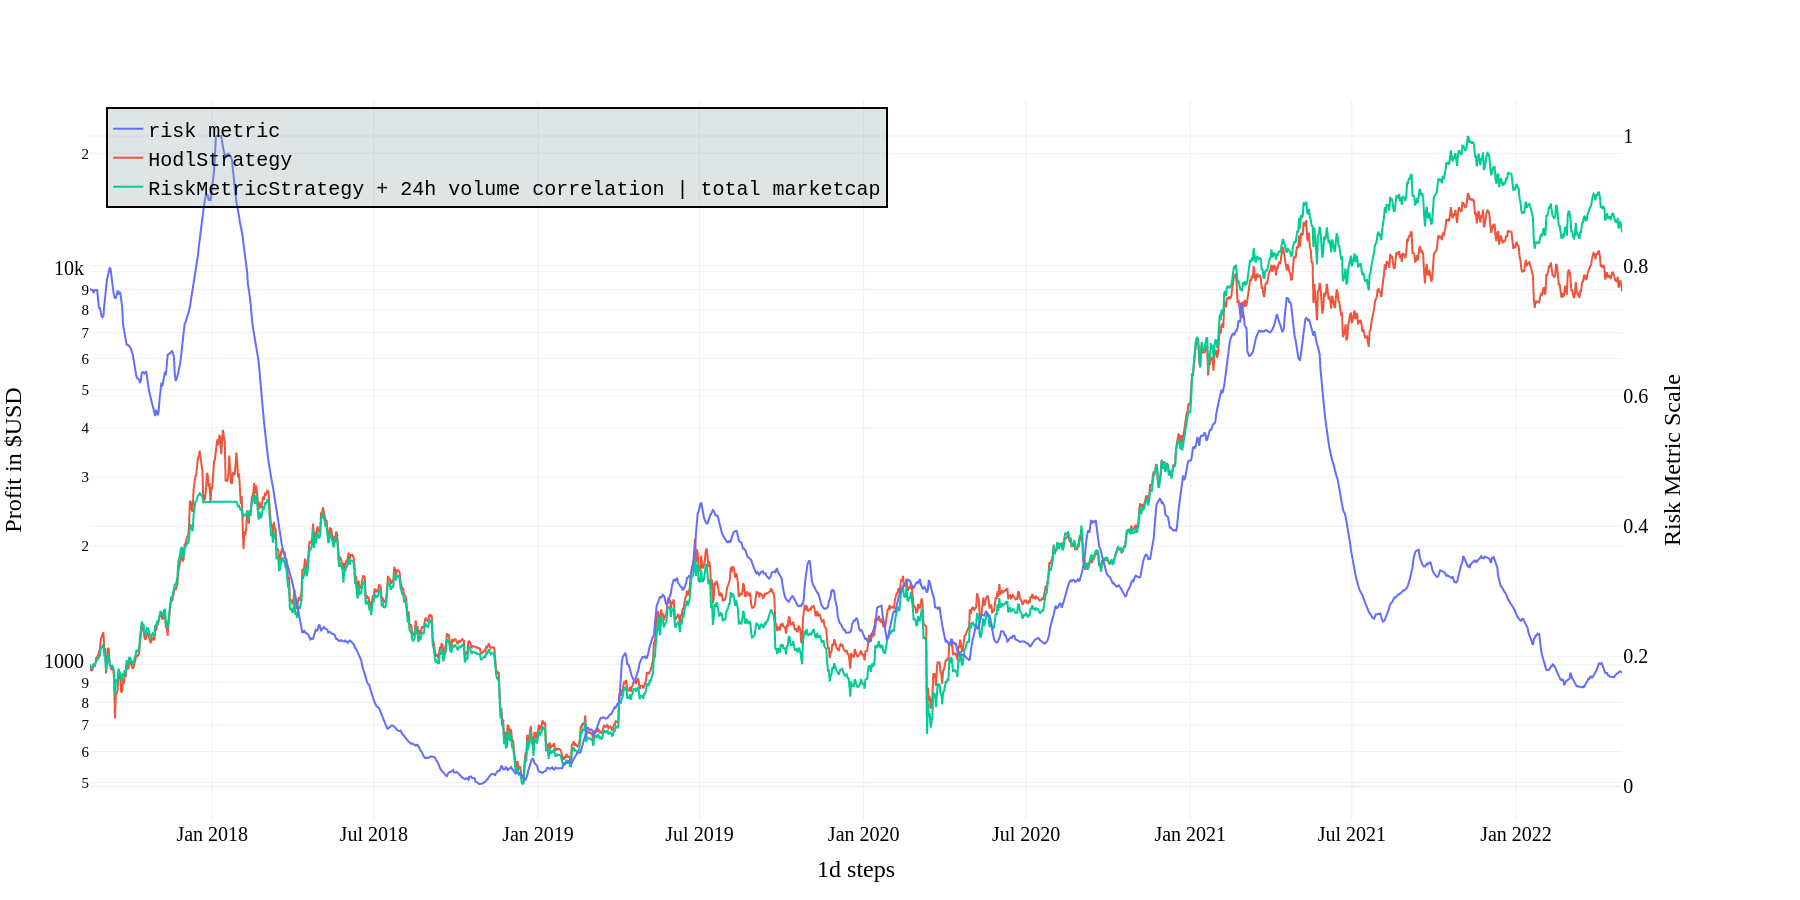 risk metric
HodlStrategy
RiskMetricStrategy + 24h volume correlation | total marketcap
2
10k
9
8
7
6
5
4
3
2
1000
9
8
7
6
5
Profit in $USD
1
0.8
0.6
0.4
0.2
0
Risk Metric Scale
Jan 2018
Jul 2018
Jan 2019
Jul 2019
Jan 2020
Jul 2020
Jan 2021
Jul 2021
Jan 2022
1d steps